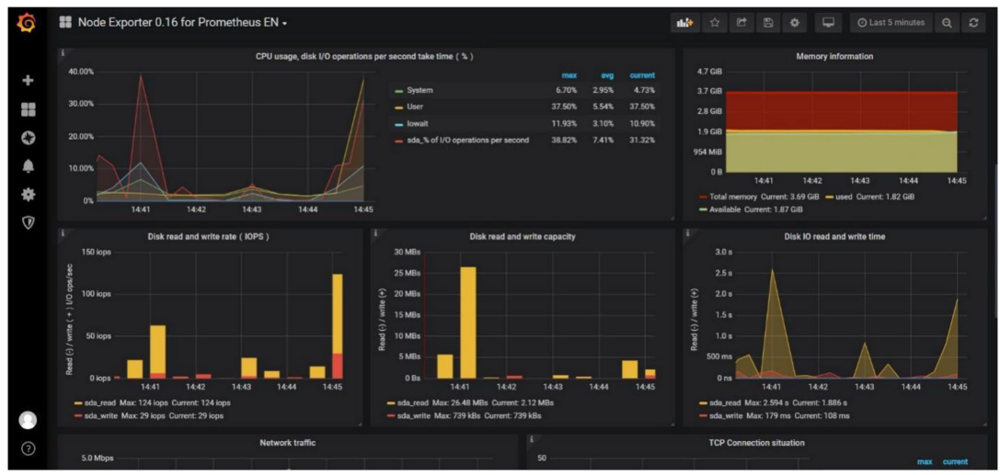 Node Exporter 0.16 for Prometheus EN
Last 5 minutes
CPU usage, disk I/O operations per second take time ( % )
40.00%
30.00%
20.00%
10.00%
0%
14:41 14:42 14:43 14:44 14:45
max avg current
System 6.70% 2.95% 4.73%
User 37.50% 5.54% 37.50%
Iowait 11.93% 3.10% 10.90%
sda_% of I/O operations per second 38.82% 7.41% 31.32%
Memory information
4.7 GiB
3.7 GiB
2.8 GiB
1.9 GiB
954 MiB
0 B
14:41 14:42 14:43 14:44 14:45
Total memory Current: 3.69 GiB used Current: 1.82 GiB
Available Current: 1.87 GiB
Disk read and write rate ( IOPS )
Read (-) / write ( + ) I/O ops/sec
150 iops
100 iops
50 iops
0 iops
14:41 14:42 14:43 14:44 14:45
sda_read Max: 124 iops Current: 124 iops
sda_write Max: 29 iops Current: 29 iops
Disk read and write capacity
Read (-) / write (+)
30 MBs
25 MBs
20 MBs
15 MBs
10 MBs
5 MBs
0 Bs
14:41 14:42 14:43 14:44 14:45
sda_read Max: 26.48 MBs Current: 2.12 MBs
sda_write Max: 739 kBs Current: 739 kBs
Disk IO read and write time
Read (-) / write (+)
3.0 s
2.5 s
2.0 s
1.5 s
1.0 s
500 ms
0 ns
14:41 14:42 14:43 14:44 14:45
sda_read Max: 2.594 s Current: 1.886 s
sda_write Max: 179 ms Current: 108 ms
Network traffic
5.0 Mbps
TCP Connection situation
50
max current